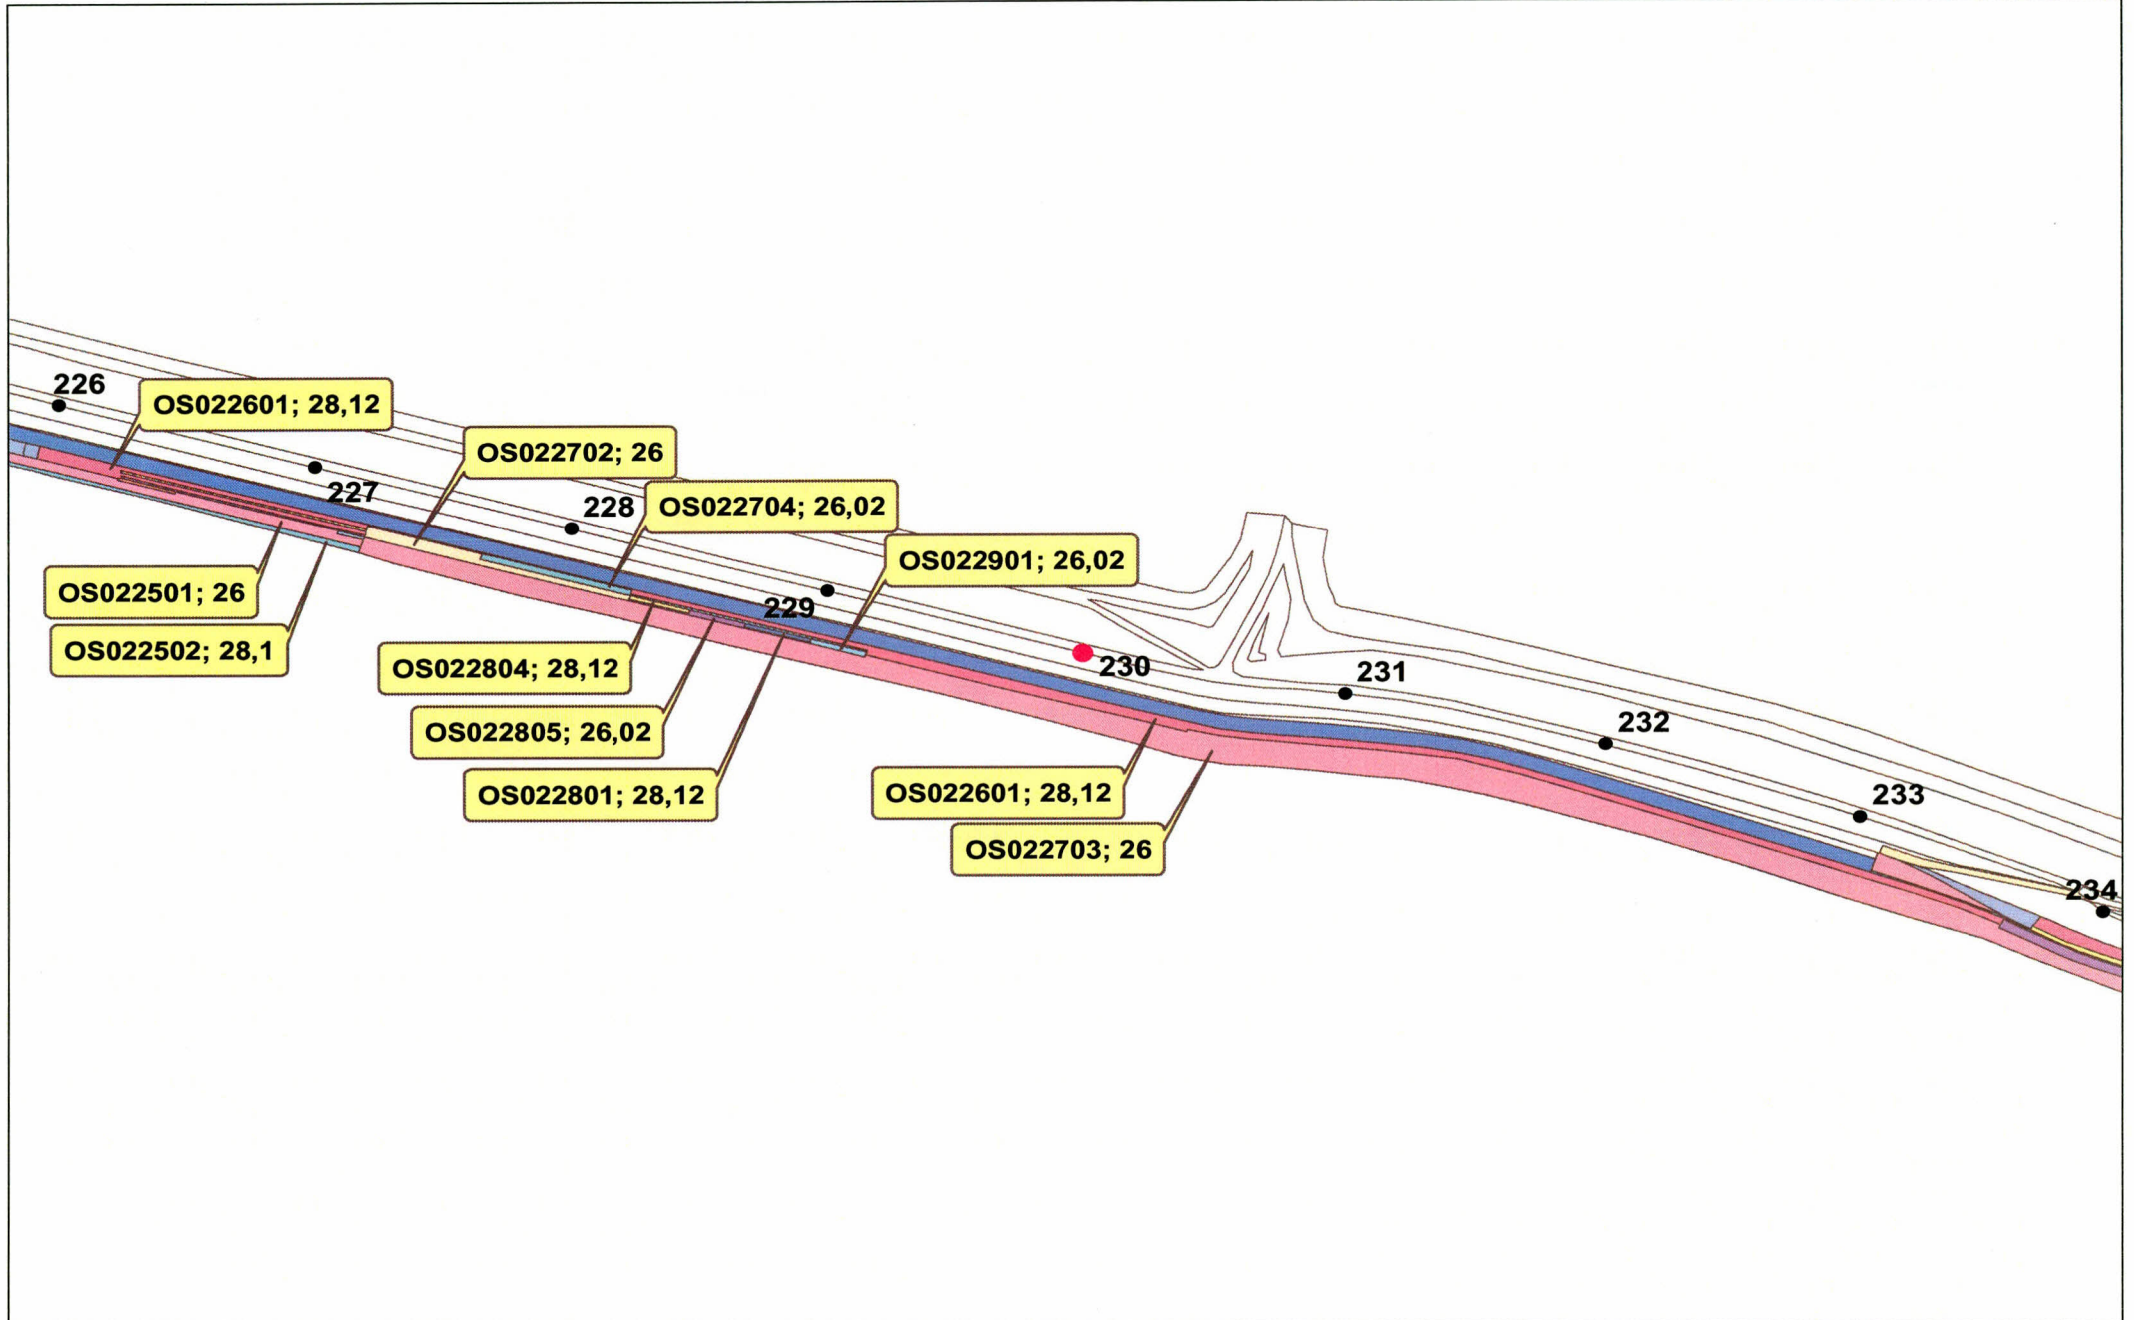 226
OS022601; 28,12
227
OS022702; 26
228
OS022704; 26,02
OS022901; 26,02
OS022501; 26
229
OS022502; 28,1
OS022804; 28,12
230
231
OS022805; 26,02
232
OS022801; 28,12
OS022601; 28,12
233
OS022703; 26
234